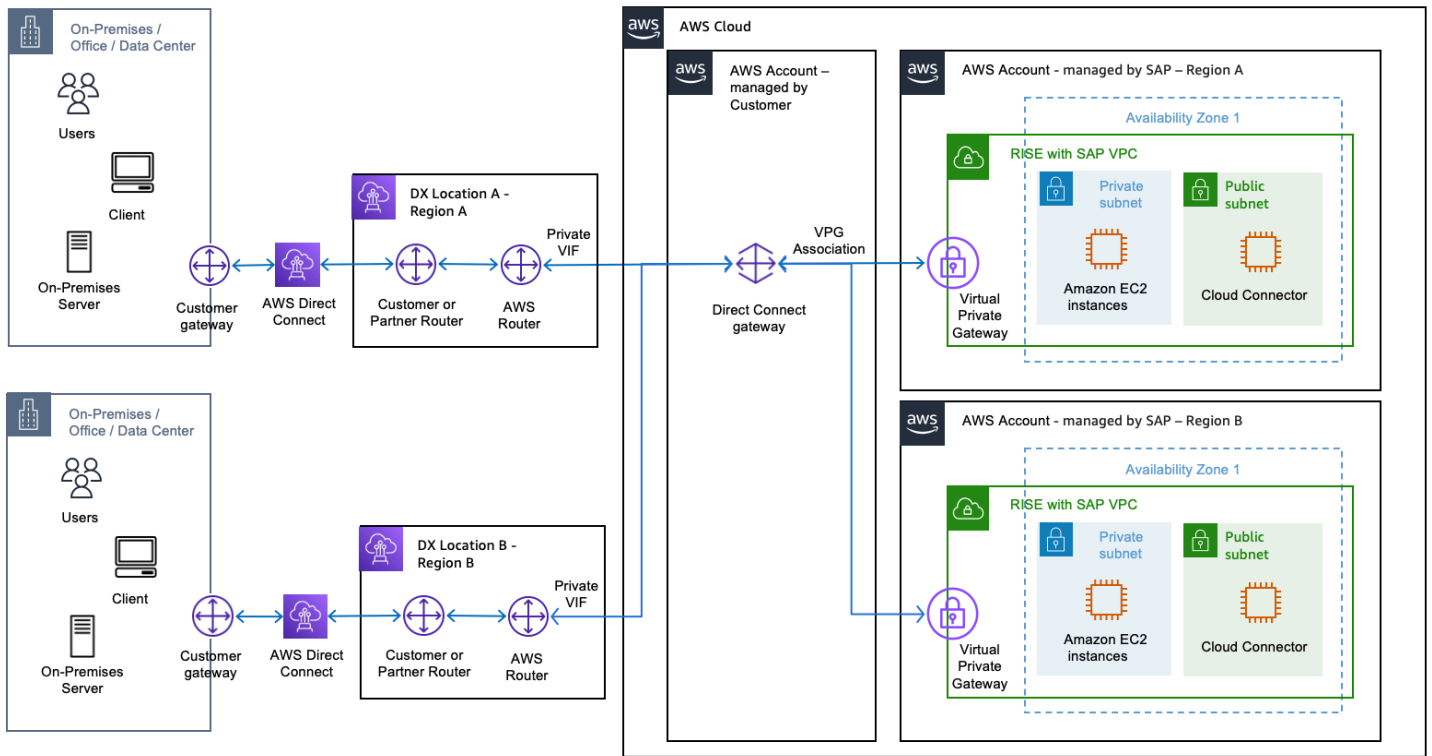 On-Premises /
Office / Data Center
Users
Client
On-Premises
Server
Customer
gateway
AWS Direct
Connect
DX Location A -
Region A
Customer or
Partner Router
AWS
Router
Private
VIF
aws
AWS Cloud
aws
AWS Account –
managed by
Customer
Direct Connect
gateway
VPG
Association
aws
AWS Account - managed by SAP – Region A
Availability Zone 1
RISE with SAP VPC
Private
subnet
Public
subnet
Amazon EC2
instances
Cloud Connector
Virtual
Private
Gateway
On-Premises /
Office / Data Center
Users
Client
On-Premises
Server
Customer
gateway
AWS Direct
Connect
DX Location B -
Region B
Customer or
Partner Router
AWS
Router
Private
VIF
aws
AWS Account - managed by SAP – Region B
Availability Zone 1
RISE with SAP VPC
Private
subnet
Public
subnet
Amazon EC2
instances
Cloud Connector
Virtual
Private
Gateway